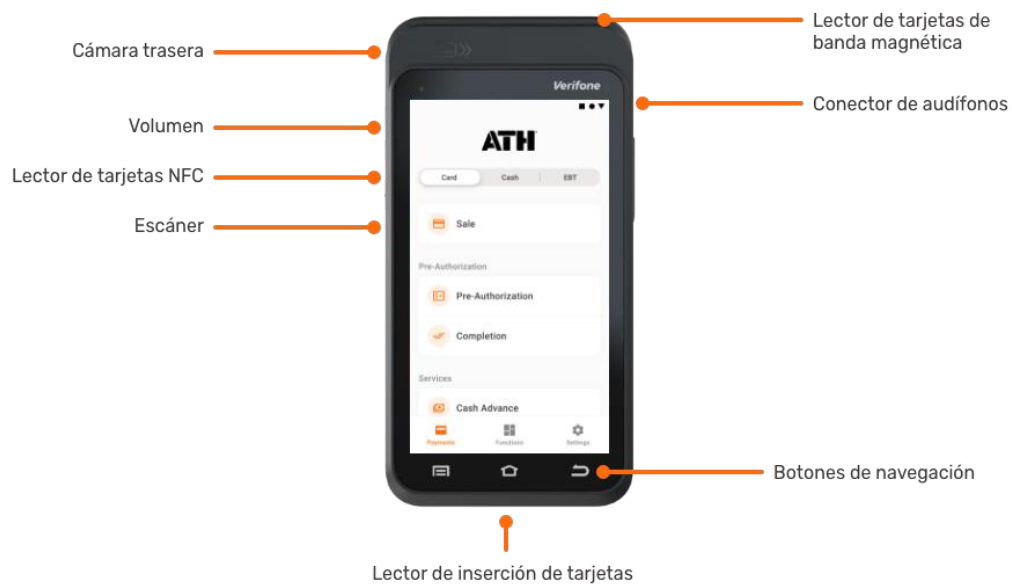 Lector de tarjetas de
banda magnética
Cámara trasera
Verifone
Conector de audífonos
Volumen
ATH
Lector de tarjetas NFC
Card
Cash
EBT
Escáner
Sale
Pre-Authorization
Pre-Authorization
Completion
Services
Cash Advance
Payments
Functions
Settings
Botones de navegación
Lector de inserción de tarjetas